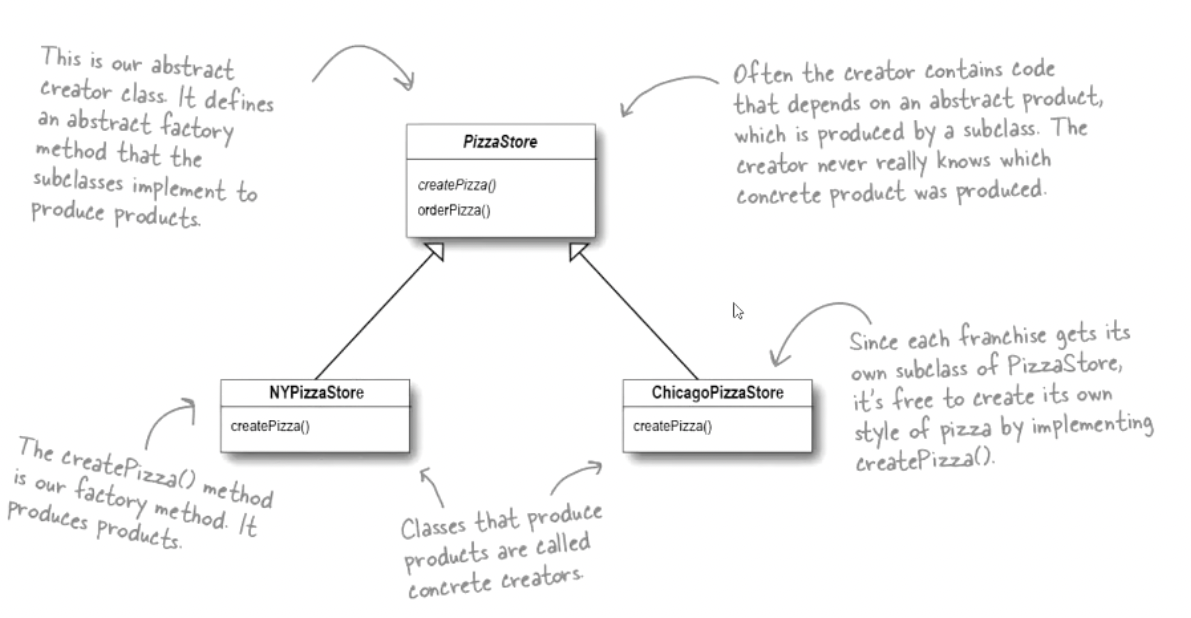 This is our abstract
creator class. It defines
an abstract factory
method that the
subclasses implement to
produce products.
Often the creator contains code
that depends on an abstract product,
which is produced by a subclass. The
creator never really knows which
concrete product was produced.
PizzaStore
createPizza()
orderPizza()
NYPizzaStore
createPizza()
ChicagoPizzaStore
createPizza()
Since each franchise gets its
own subclass of PizzaStore,
it's free to create its own
style of pizza by implementing
createPizza().
The createPizza() method
is our factory method. It
produces products.
Classes that produce
products are called
concrete creators.